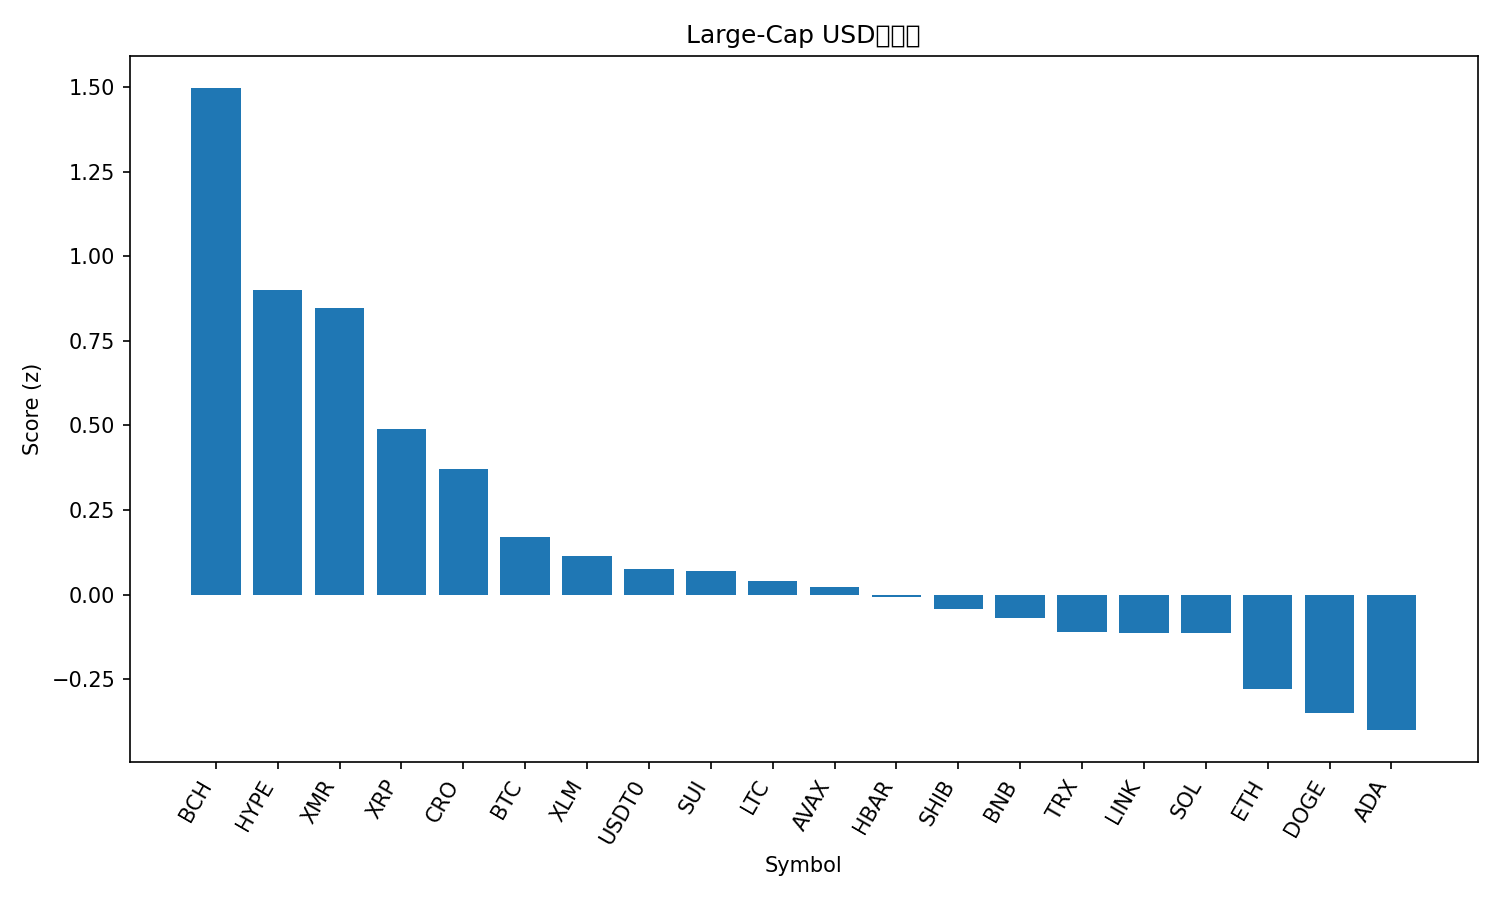 Large-Cap USD
Score (z)
1.50
1.25
1.00
0.75
0.50
0.25
0.00
−0.25
BCH
HYPE
XMR
XRP
CRO
BTC
XLM
USDT0
SUI
LTC
AVAX
HBAR
SHIB
BNB
TRX
LINK
SOL
ETH
DOGE
ADA
Symbol